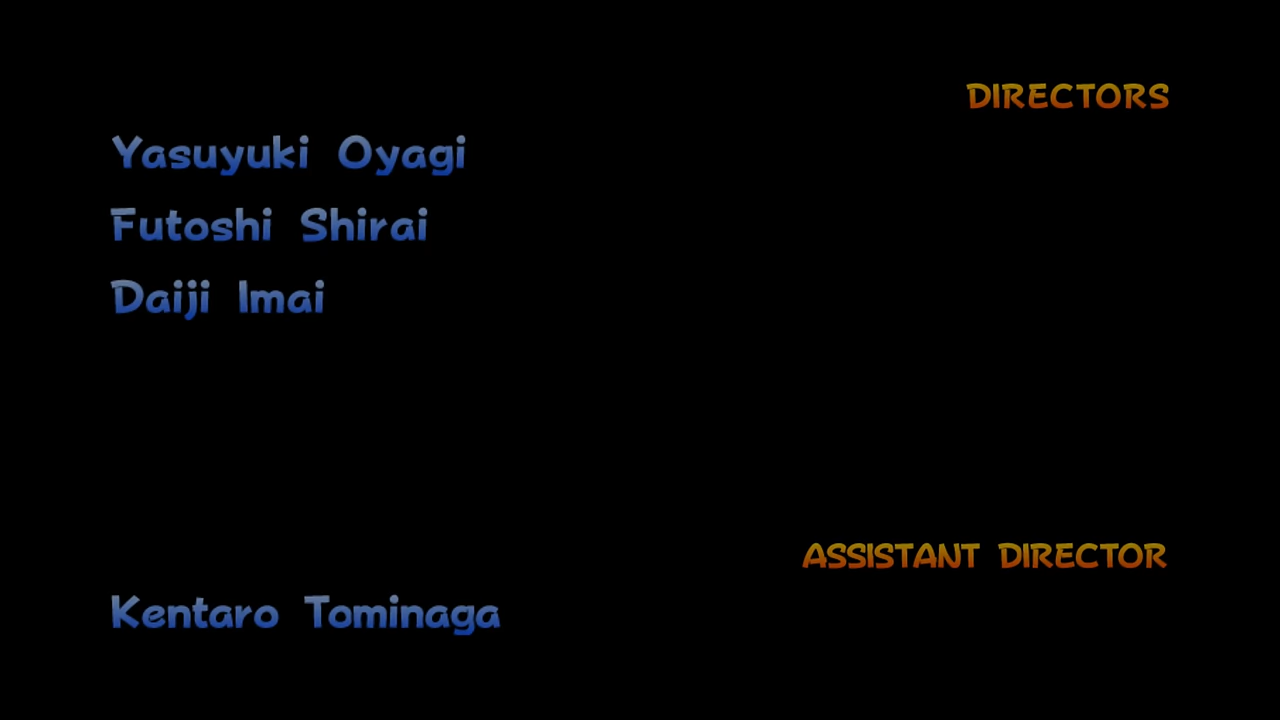 DIRECTORS
Yasuyuki Oyagi
Futoshi Shirai
Daiji Imai
ASSISTANT DIRECTOR
Kentaro Tominaga